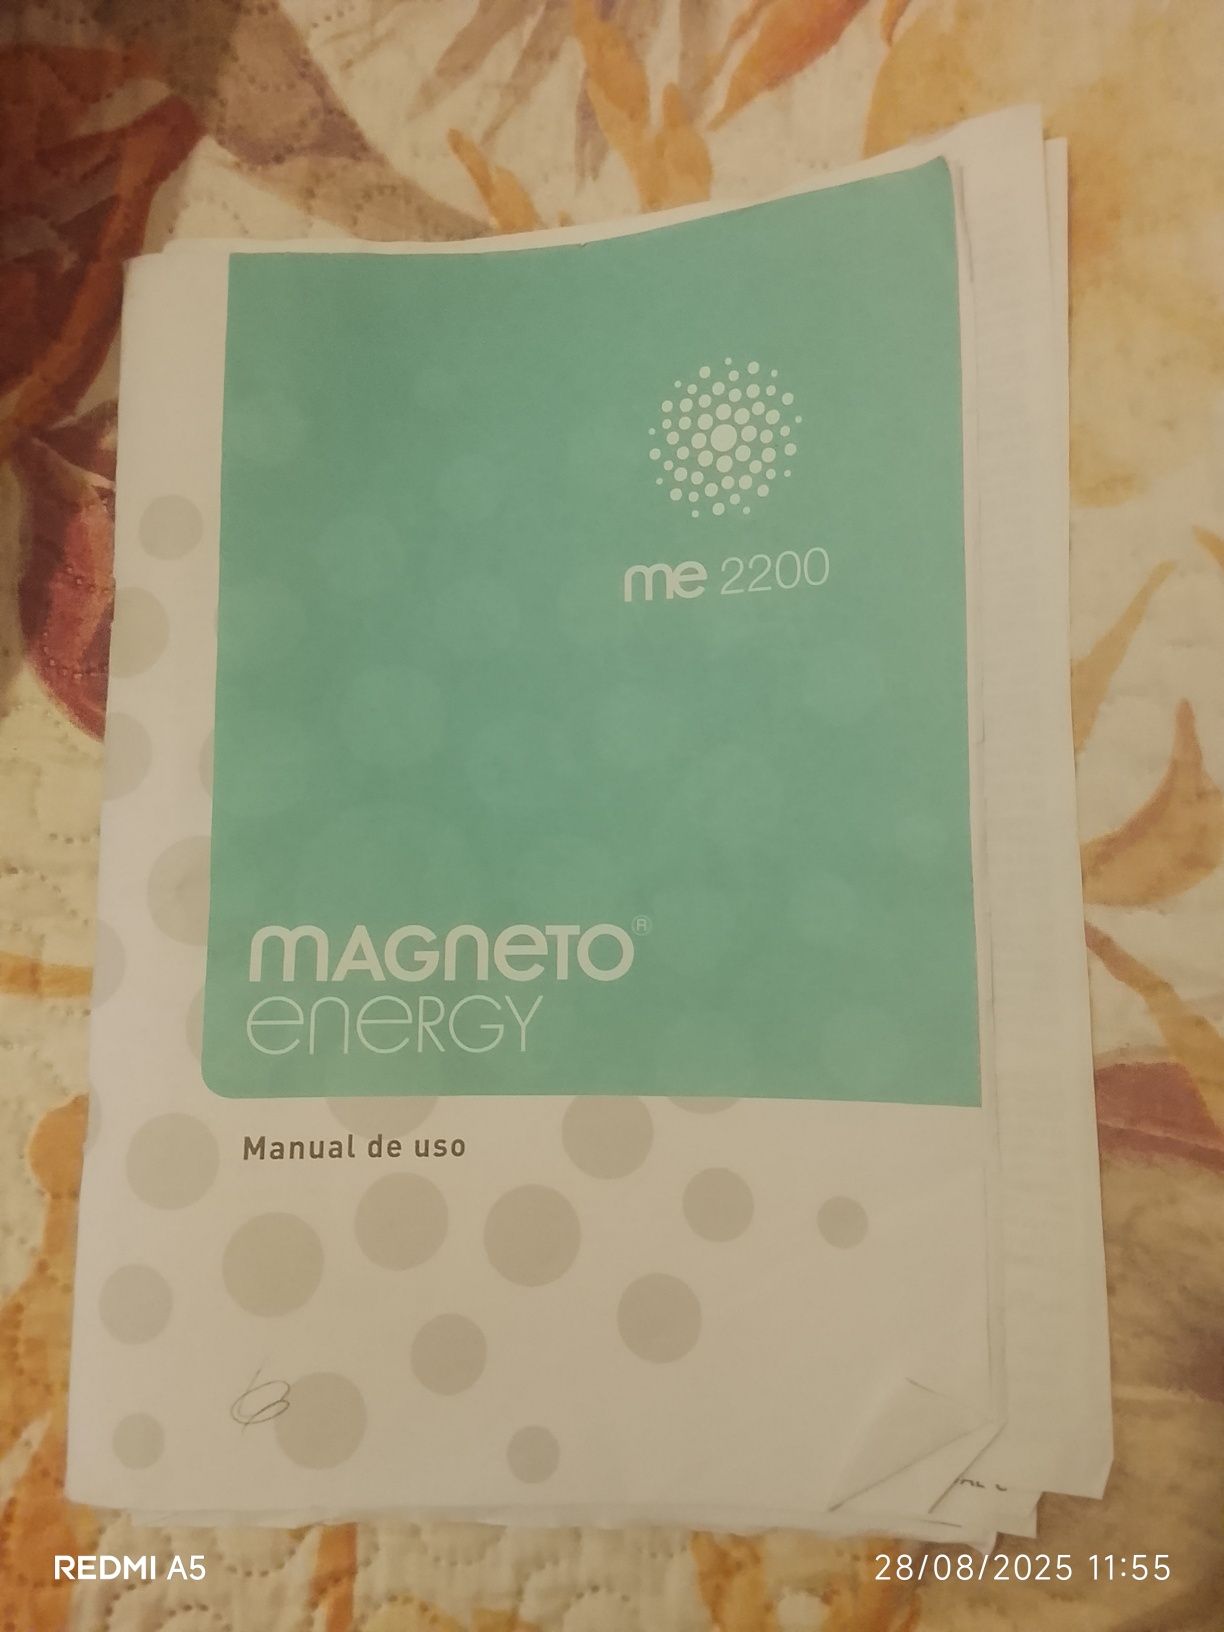 me 2200
MAGNETO®
ENERGY
Manual de uso
REDMI A5
28/08/2025 11:55